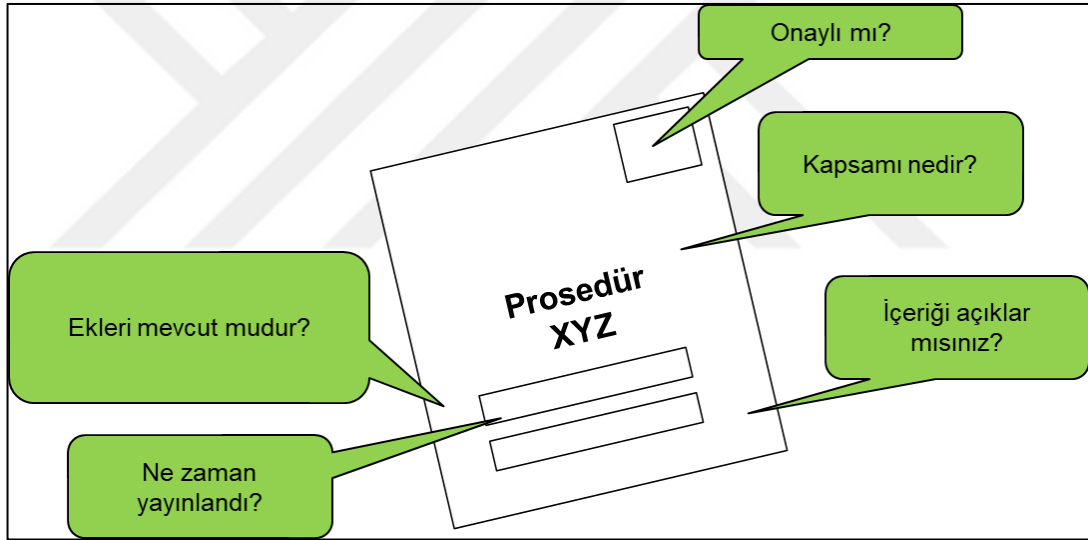 Onaylı mı?
Kapsamı nedir?
Prosedür
XYZ
Ekleri mevcut mudur?
İçeriği açıklar
mısınız?
Ne zaman
yayınlandı?